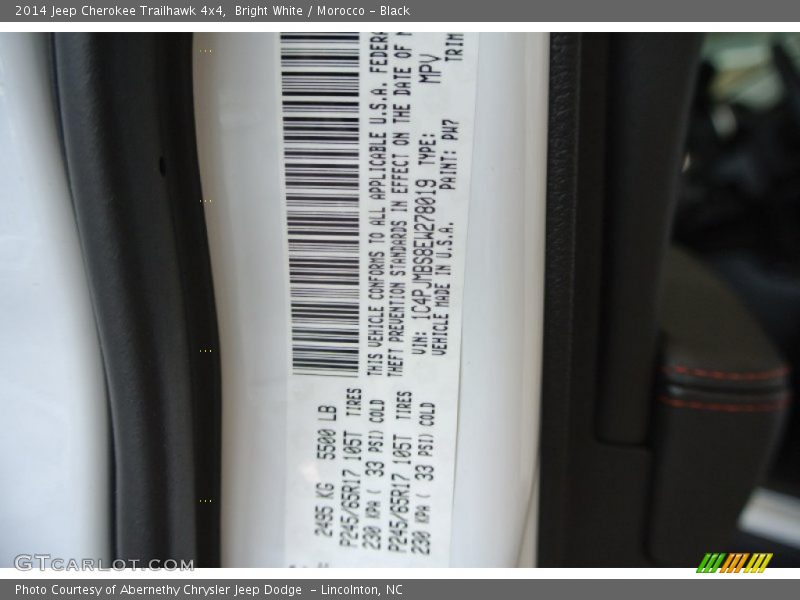 2014 Jeep Cherokee Trailhawk 4x4,  Bright White / Morocco – Black
THIS VEHICLE CONFORMS TO ALL APPLICABLE U.S.A. FEDER
THEFT PREVENTION STANDARDS IN EFFECT ON THE DATE OF
VIN: 1C4PJMBS8EW278019 TYPE: MPV
VEHICLE MADE IN U.S.A. PAINT: PW7 TRIM
2495 KG 5500 LB
P245/65R17 105T TIRES
230 KPA ( 33 PSI) COLD
P245/65R17 105T TIRES
230 KPA ( 33 PSI) COLD
GTCARLOT.COM
Photo Courtesy of Abernethy Chrysler Jeep Dodge  – Lincolnton, NC